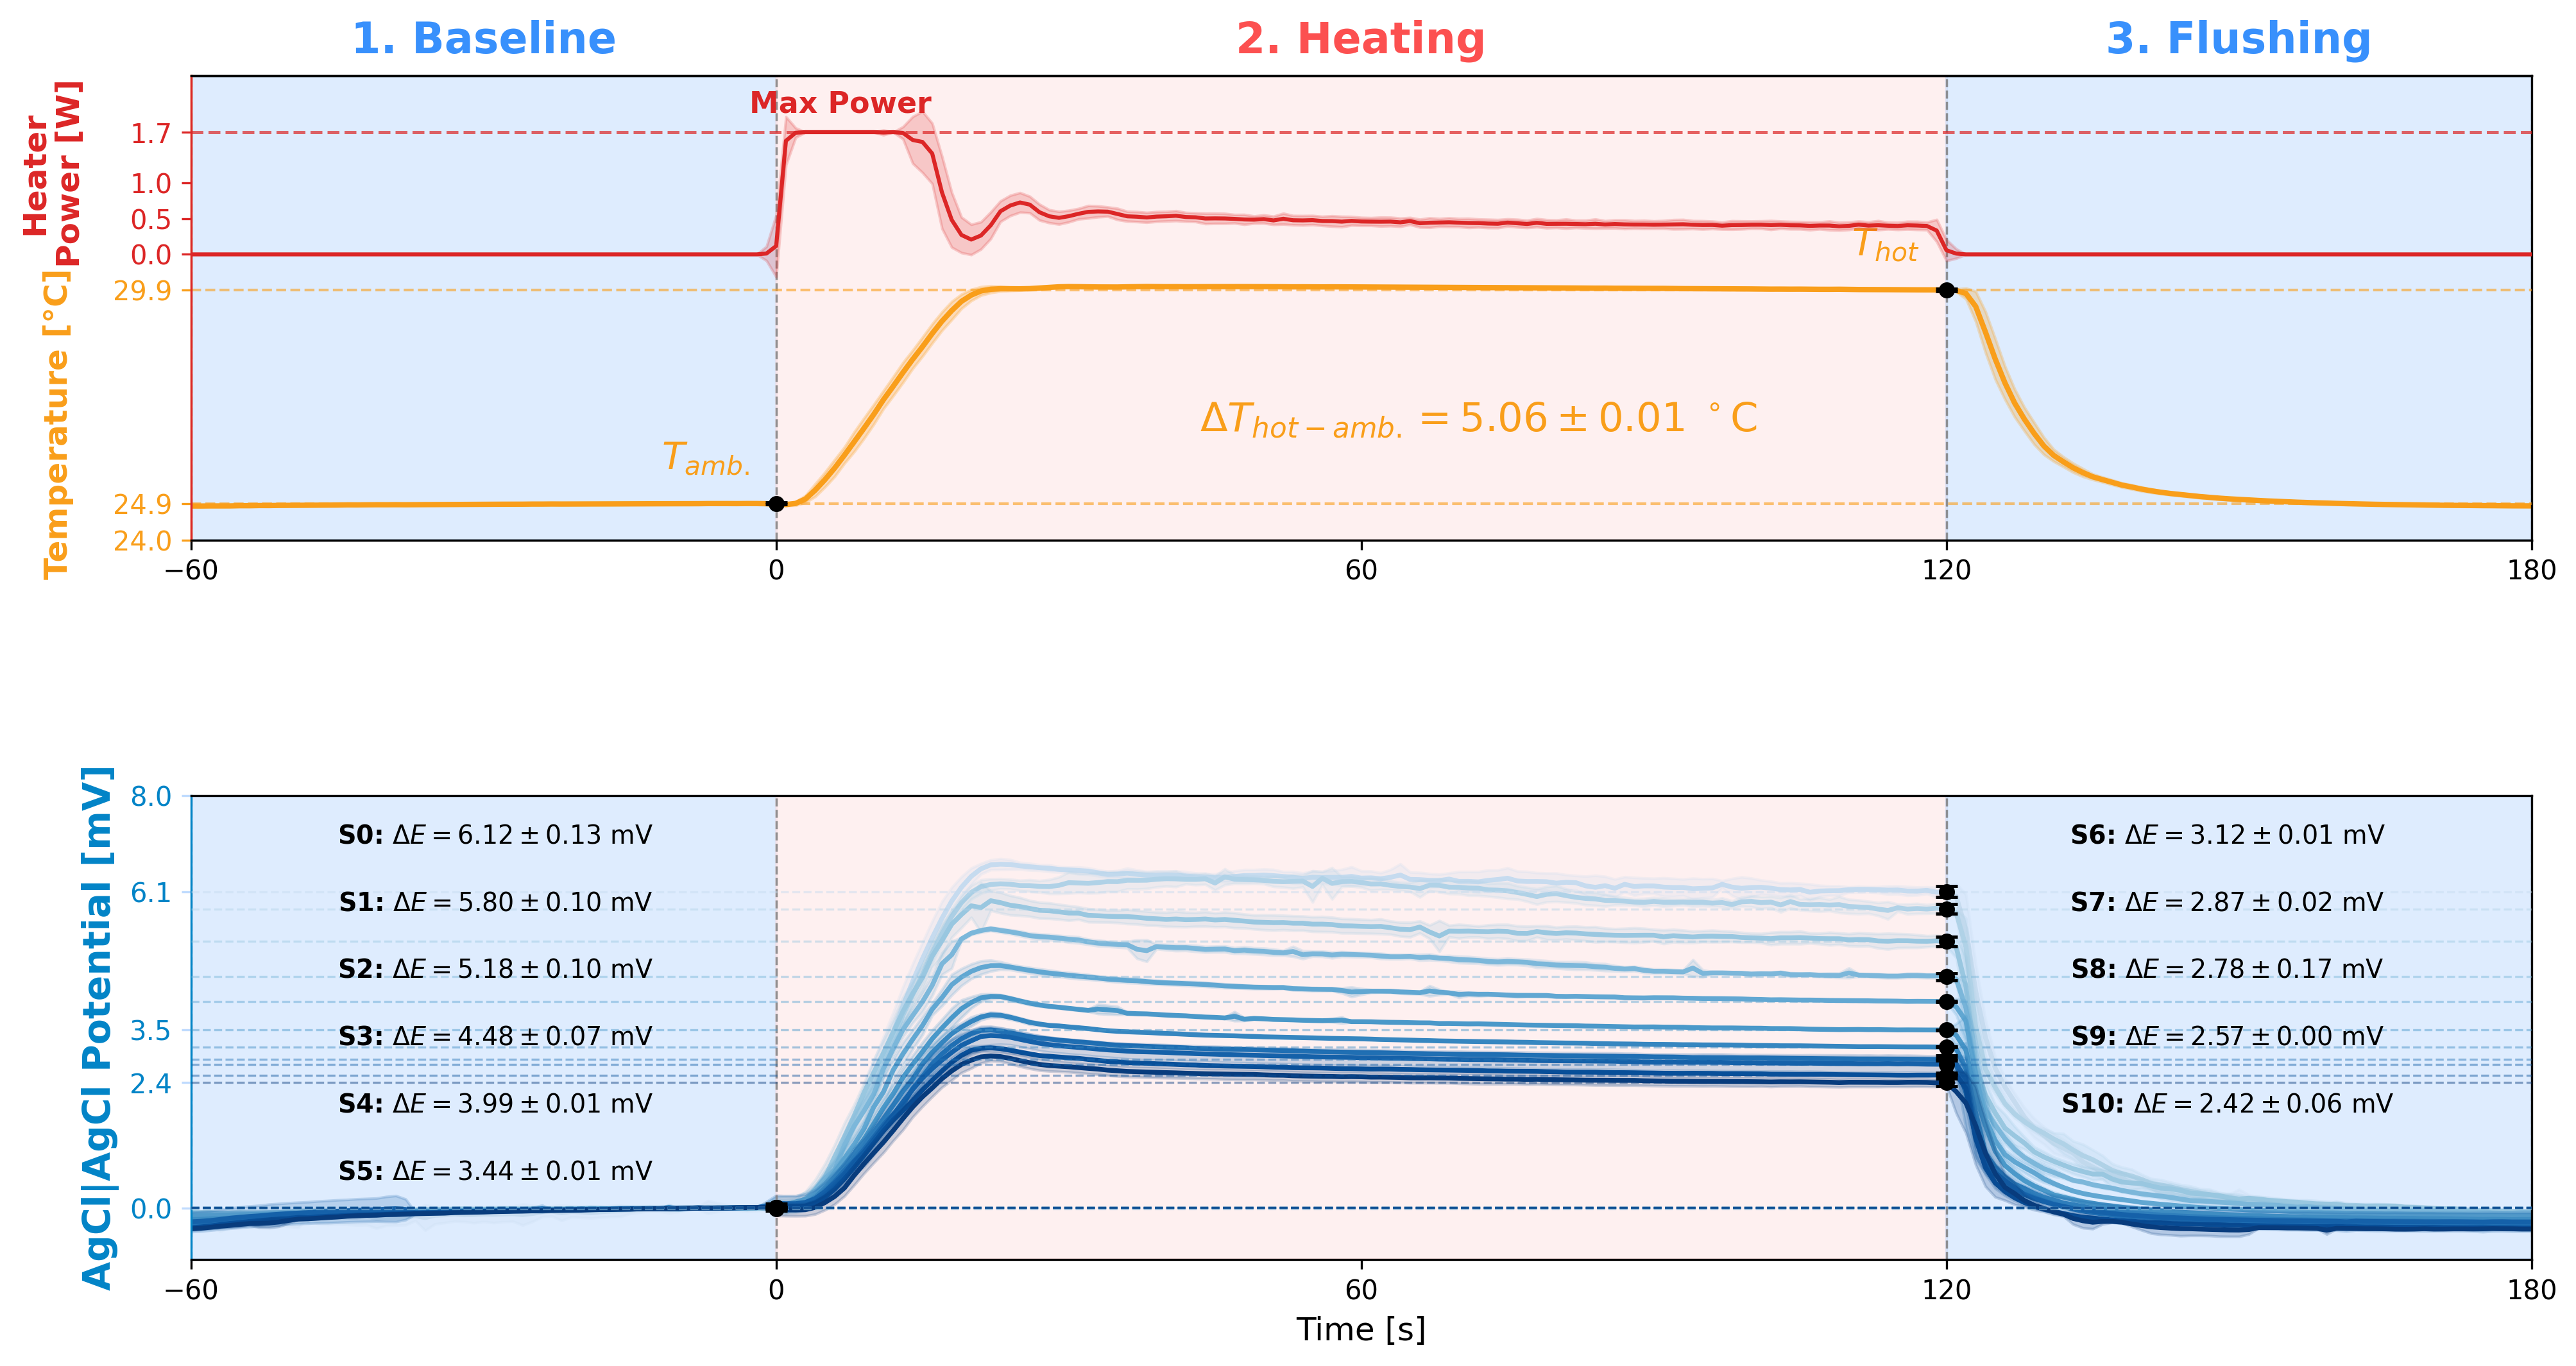 1. Baseline
2. Heating
3. Flushing
Heater
Power [W]
Max Power
1.7
1.0
0.5
0.0
Temperature [°C]
29.9
24.9
24.0
T_hot
T_amb.
ΔT_hot−amb. = 5.06 ± 0.01 °C
−60
0
60
120
180
AgCl|AgCl Potential [mV]
8.0
6.1
3.5
2.4
0.0
S0: ΔE = 6.12 ± 0.13 mV
S1: ΔE = 5.80 ± 0.10 mV
S2: ΔE = 5.18 ± 0.10 mV
S3: ΔE = 4.48 ± 0.07 mV
S4: ΔE = 3.99 ± 0.01 mV
S5: ΔE = 3.44 ± 0.01 mV
S6: ΔE = 3.12 ± 0.01 mV
S7: ΔE = 2.87 ± 0.02 mV
S8: ΔE = 2.78 ± 0.17 mV
S9: ΔE = 2.57 ± 0.00 mV
S10: ΔE = 2.42 ± 0.06 mV
−60
0
60
120
180
Time [s]